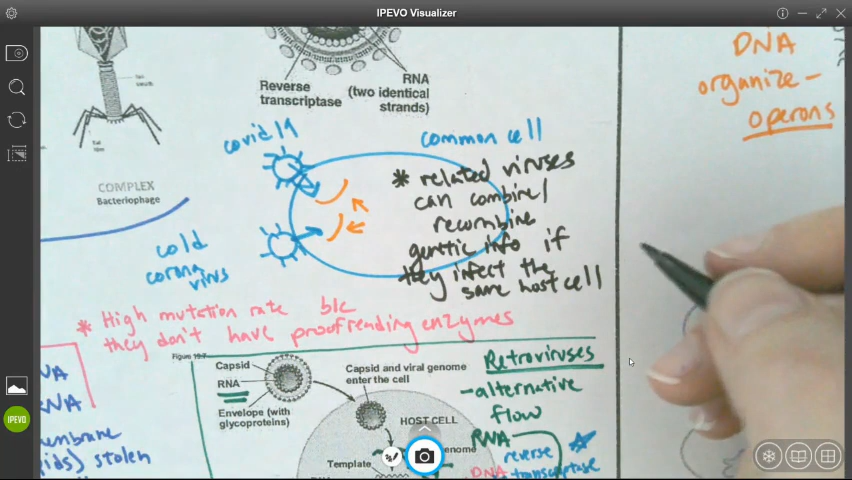 IPEVO Visualizer
DNA
organize-
operons
Reverse
transcriptase
RNA
(two identical
strands)
COMPLEX
Bacteriophage
covid 19
common cell
* related viruses
can combine/
recombine
genetic info if
they infect the
same host cell
cold
corona
virus
* High mutation rate b/c
they don't have proofreading enzymes
Capsid
RNA
Envelope (with
glycoproteins)
Capsid and viral genome
enter the cell
HOST CELL
Template
Retroviruses
-alternative
flow
RNA
reverse
transcriptase
DNA
stolen
IPEVO